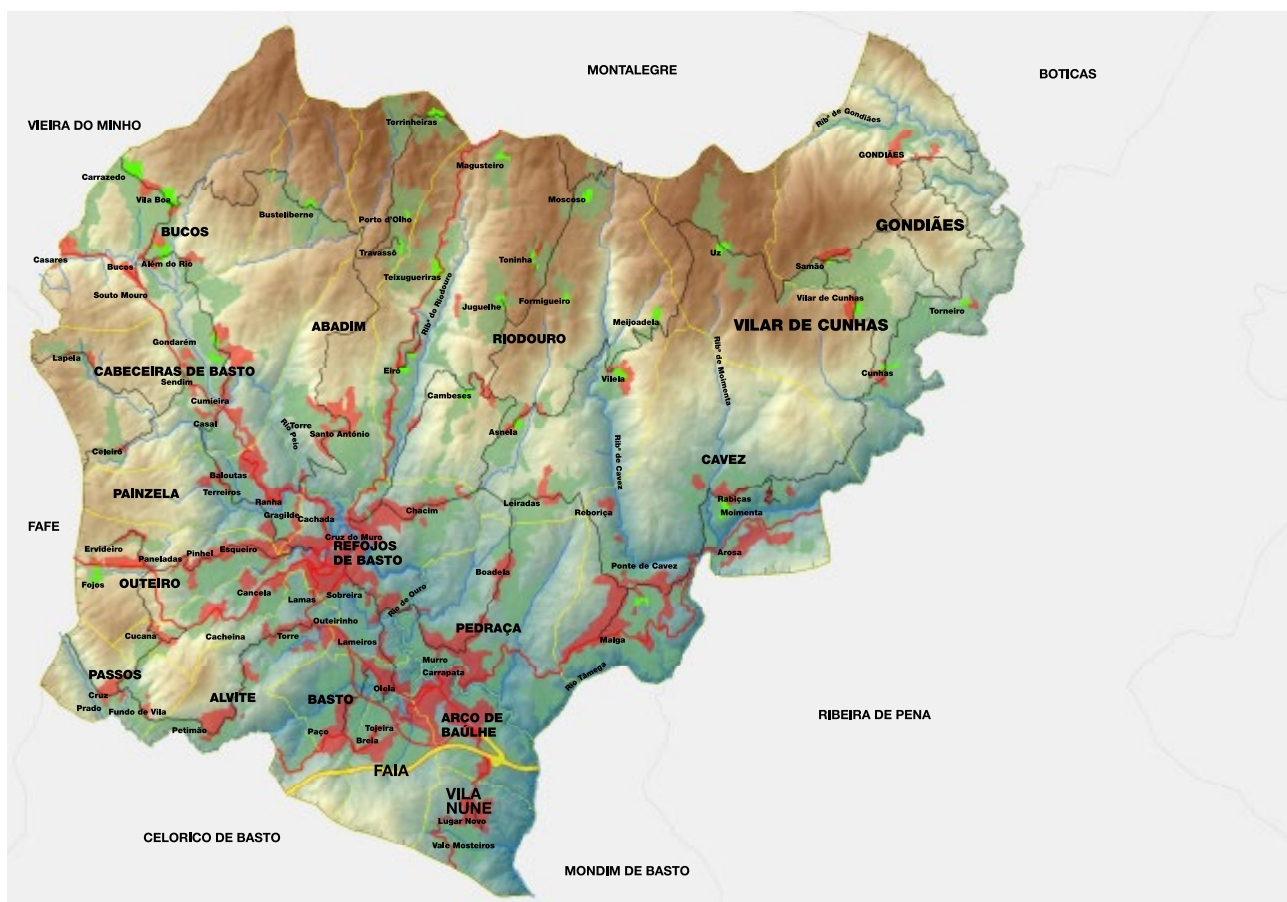 MONTALEGRE
BOTICAS
VIEIRA DO MINHO
Torrinheiras
Ribª de Gondiães
GONDIÃES
Magusteiro
Carrazedo
Vila Boa
Moscoso
Busteliberne
Porto d'Olho
GONDIÃES
BUCOS
Travassô
Uz
Casares
Bucos
Além do Rio
Toninha
Samão
Teixugueiras
Souto Mouro
Juguelhe
Formigueiro
Vilar de Cunhas
Torneiro
Ribª do Riodouro
ABADIM
Meijoadela
VILAR DE CUNHAS
RIODOURO
Gondarém
Lapela
CABECEIRAS DE BASTO
Eiró
Vilela
Ribª de Moimenta
Cunhas
Sendim
Cambeses
Cumieira
Casal
Rio Peio
Torre
Santo António
Asnela
Celeirô
Ribª de Cavez
CAVEZ
Baloutas
PAINZELA
Terreiros
Ranha
Leiradas
Rabiças
Gragilde
Cachada
Chacim
Reboriça
Moimenta
FAFE
Cruz do Muro
REFOJOS
DE BASTO
Ervideiro
Paneladas
Pinhel
Esqueiro
Arosa
Fojos
OUTEIRO
Boadela
Ponte de Cavez
Cancela
Lamas
Sobreira
Rio de Ouro
Outeirinho
PEDRAÇA
Cucana
Cacheina
Torre
Lameiros
Malga
Murro
Carrapata
PASSOS
Rio Tâmega
Cruz
ALVITE
BASTO
Olela
Prado
Fundo de Vila
ARCO DE
BAÚLHE
RIBEIRA DE PENA
Petimão
Paço
Tojeira
Breia
FAIA
VILA
NUNE
Lugar Novo
CELORICO DE BASTO
Vale Mosteiros
MONDIM DE BASTO